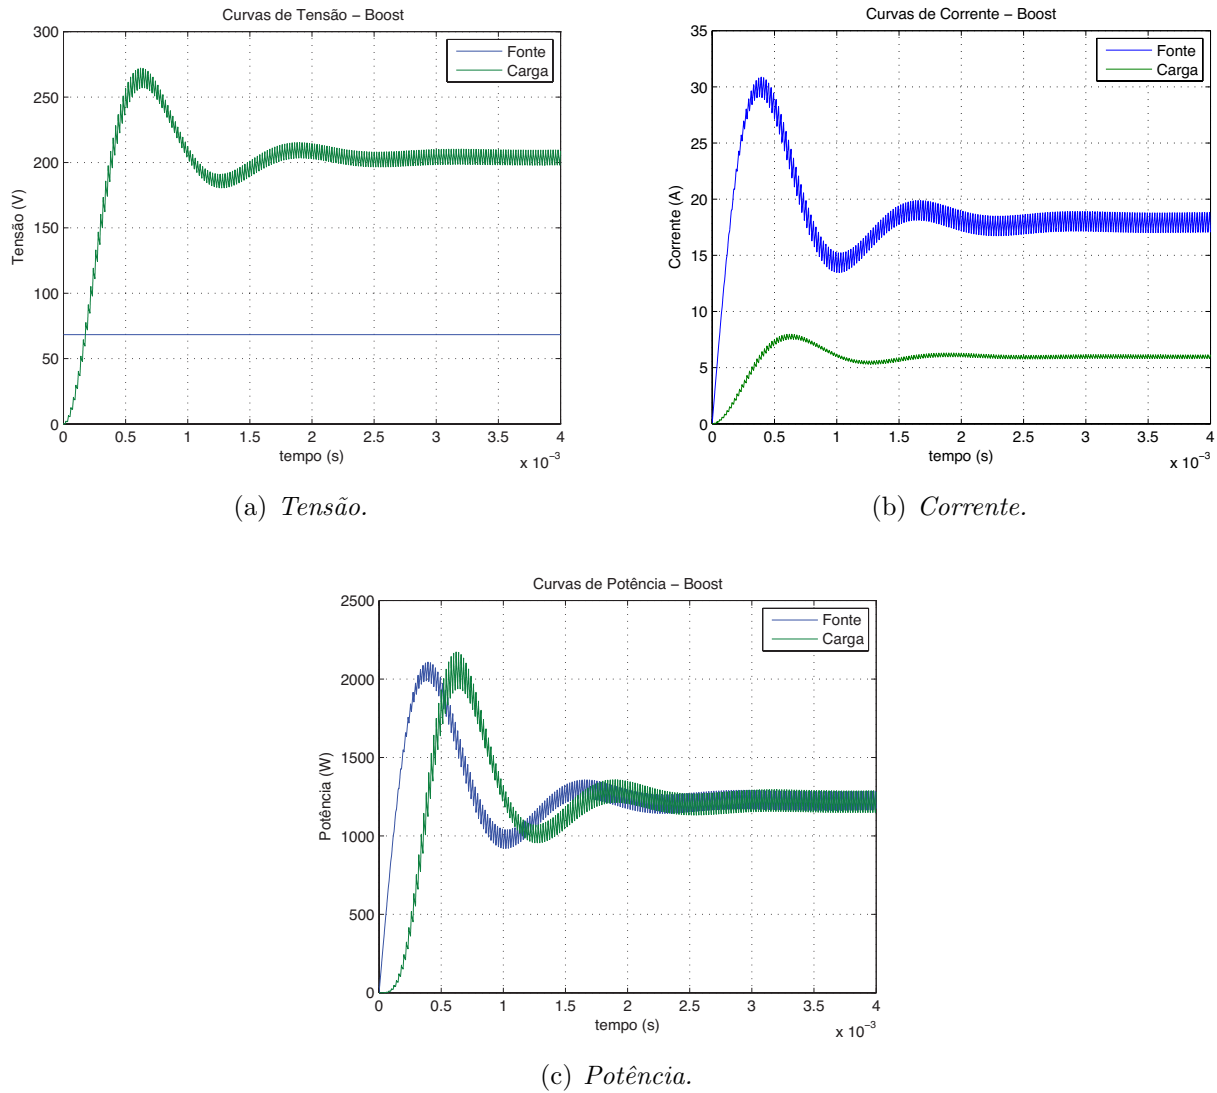 Curvas de Tensão – Boost
300
250
200
150
100
50
0
Tensão (V)
Fonte
Carga
0 0.5 1 1.5 2 2.5 3 3.5 4
tempo (s)
x 10⁻³
(a) Tensão.
Curvas de Corrente – Boost
35
30
25
20
15
10
5
0
Corrente (A)
Fonte
Carga
0 0.5 1 1.5 2 2.5 3 3.5 4
tempo (s)
x 10⁻³
(b) Corrente.
Curvas de Potência – Boost
2500
2000
1500
1000
500
0
Potência (W)
Fonte
Carga
0 0.5 1 1.5 2 2.5 3 3.5 4
tempo (s)
x 10⁻³
(c) Potência.